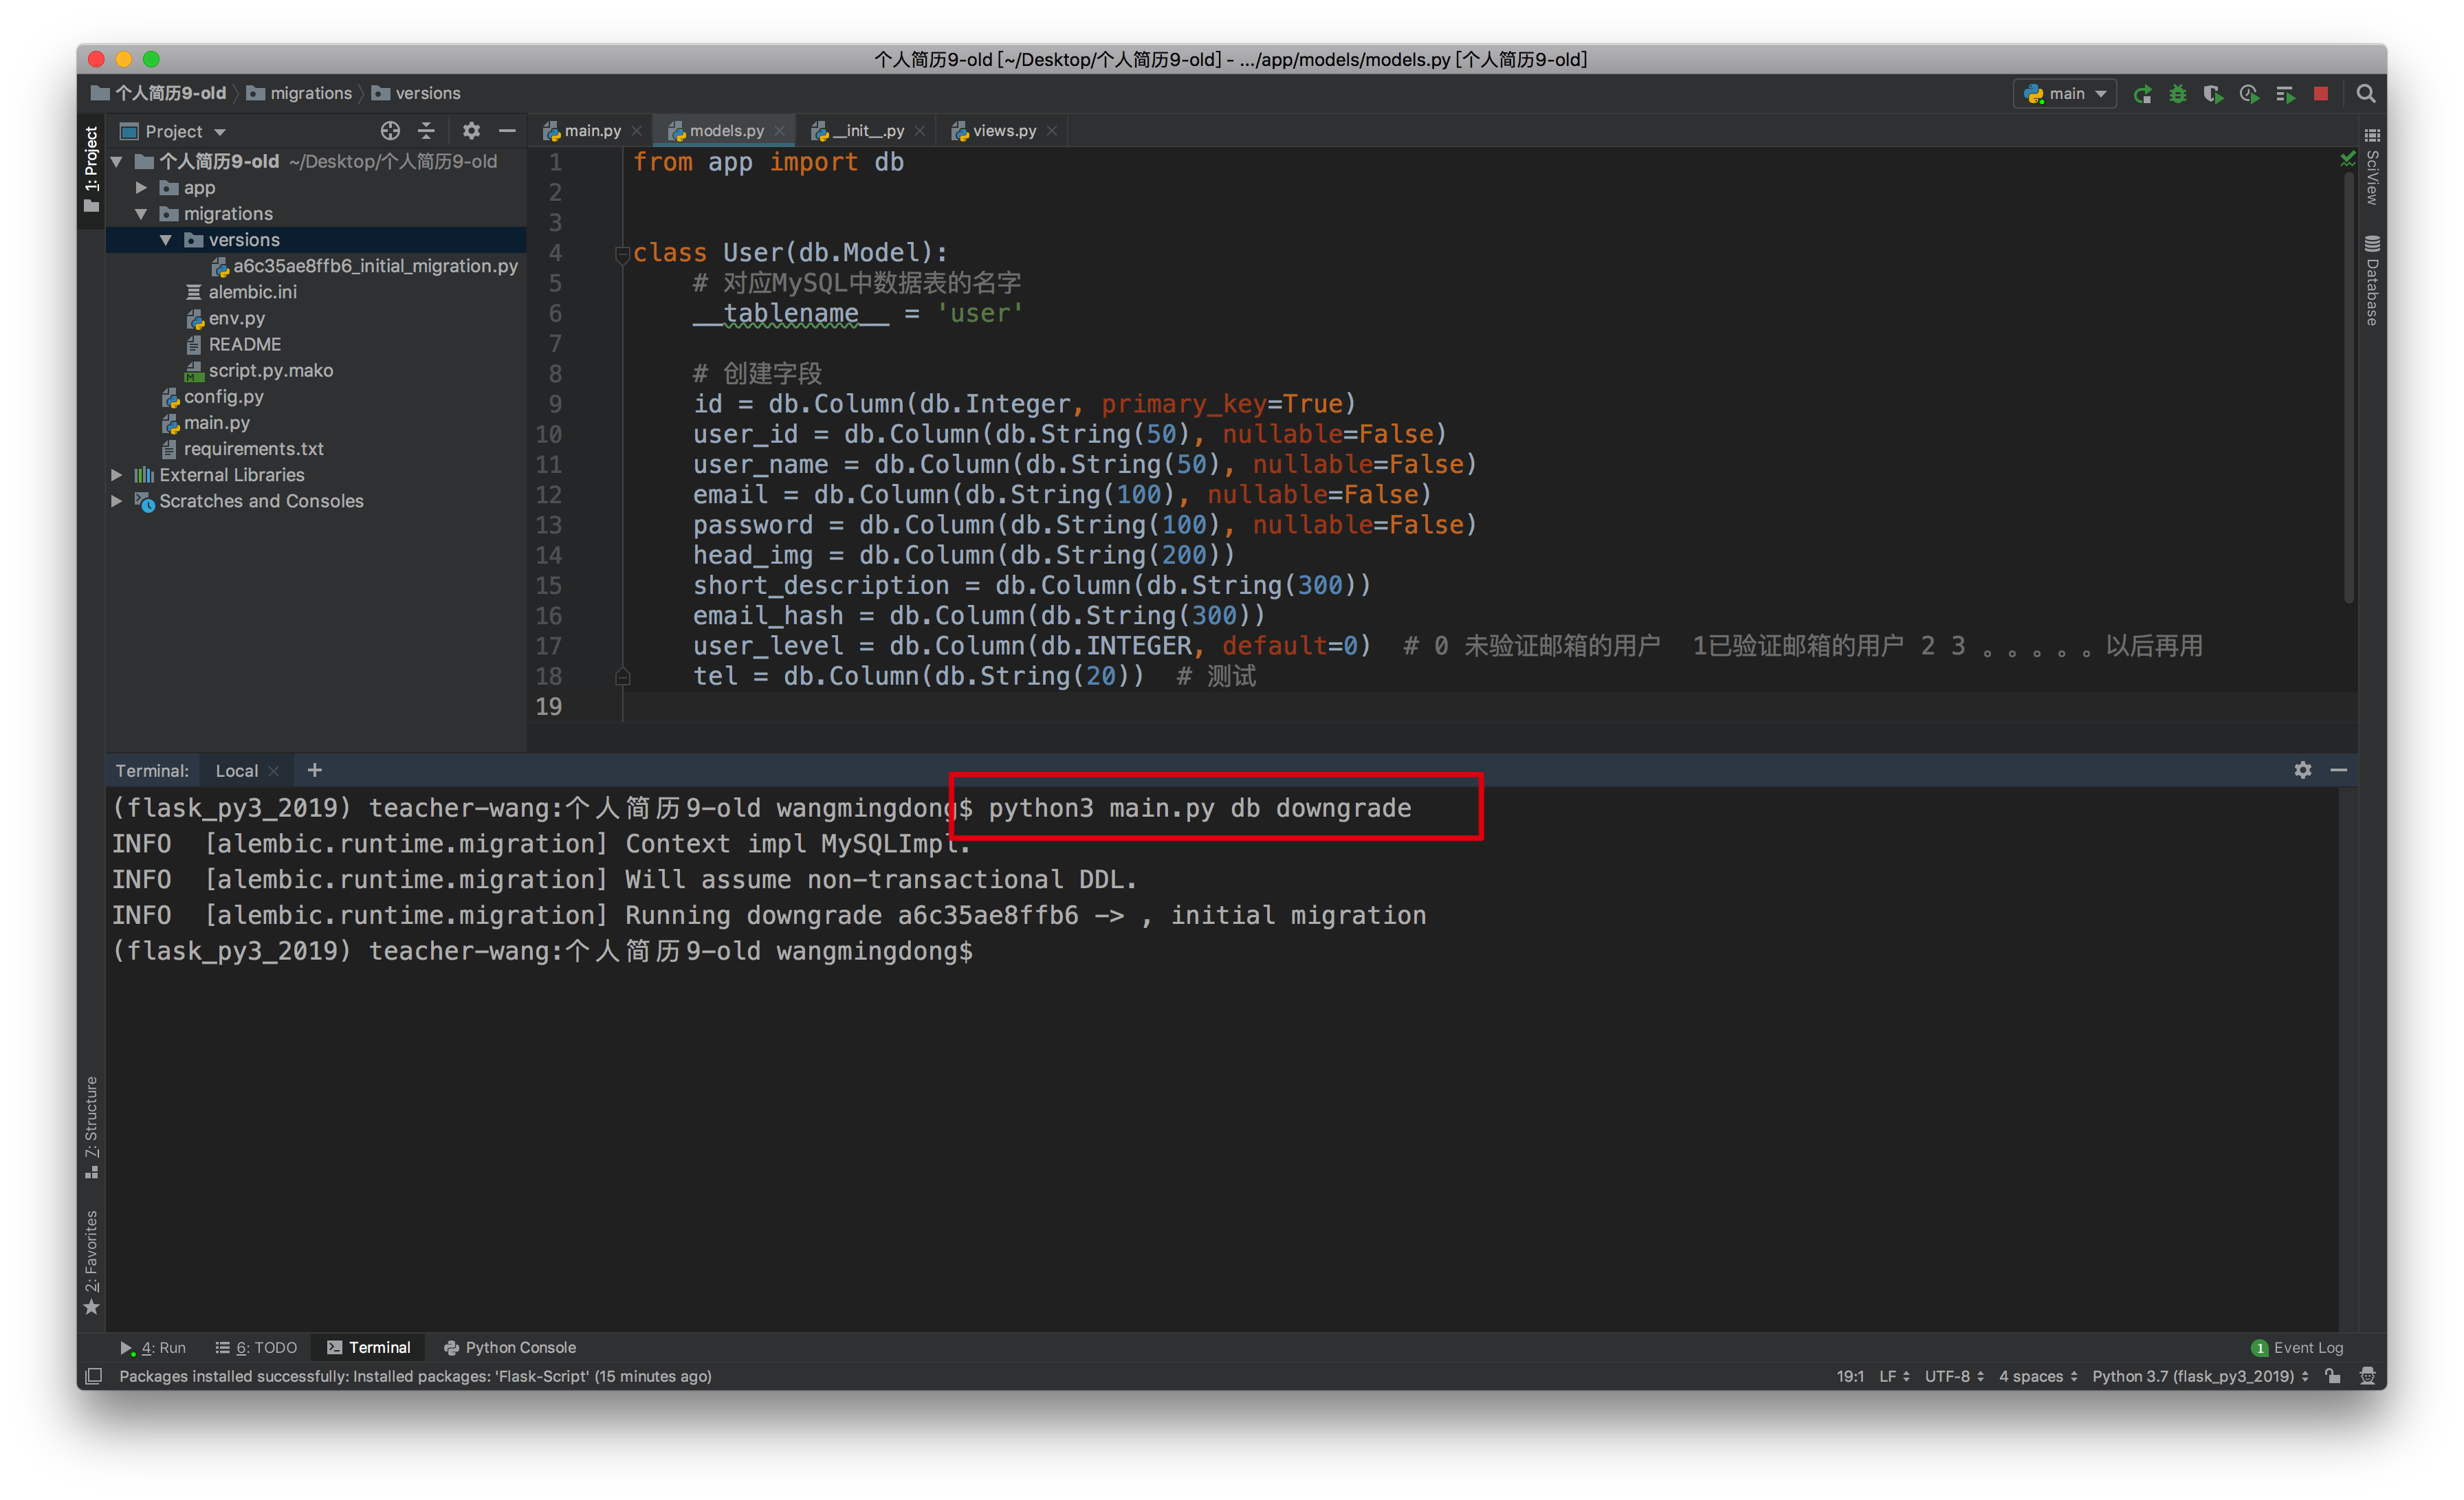 个人简历9-old [~/Desktop/个人简历9-old] - .../app/models/models.py [个人简历9-old]
个人简历9-old migrations versions
main
1: Project
Project
个人简历9-old ~/Desktop/个人简历9-old
app
migrations
versions
a6c35ae8ffb6_initial_migration.py
alembic.ini
env.py
README
script.py.mako
config.py
main.py
requirements.txt
External Libraries
Scratches and Consoles
main.py models.py __init__.py views.py
1 from app import db
2
3
4 class User(db.Model):
5 # 对应MySQL中数据表的名字
6 __tablename__ = 'user'
7
8 # 创建字段
9 id = db.Column(db.Integer, primary_key=True)
10 user_id = db.Column(db.String(50), nullable=False)
11 user_name = db.Column(db.String(50), nullable=False)
12 email = db.Column(db.String(100), nullable=False)
13 password = db.Column(db.String(100), nullable=False)
14 head_img = db.Column(db.String(200))
15 short_description = db.Column(db.String(300))
16 email_hash = db.Column(db.String(300))
17 user_level = db.Column(db.INTEGER, default=0) # 0 未验证邮箱的用户 1已验证邮箱的用户 2 3 。。。。。以后再用
18 tel = db.Column(db.String(20)) # 测试
19
SciView
Database
Terminal: Local +
(flask_py3_2019) teacher-wang:个人简历9-old wangmingdong$ python3 main.py db downgrade
INFO [alembic.runtime.migration] Context impl MySQLImpl.
INFO [alembic.runtime.migration] Will assume non-transactional DDL.
INFO [alembic.runtime.migration] Running downgrade a6c35ae8ffb6 -> , initial migration
(flask_py3_2019) teacher-wang:个人简历9-old wangmingdong$
7: Structure
2: Favorites
4: Run 6: TODO Terminal Python Console
1 Event Log
Packages installed successfully: Installed packages: 'Flask-Script' (15 minutes ago)
19:1 LF UTF-8 4 spaces Python 3.7 (flask_py3_2019)